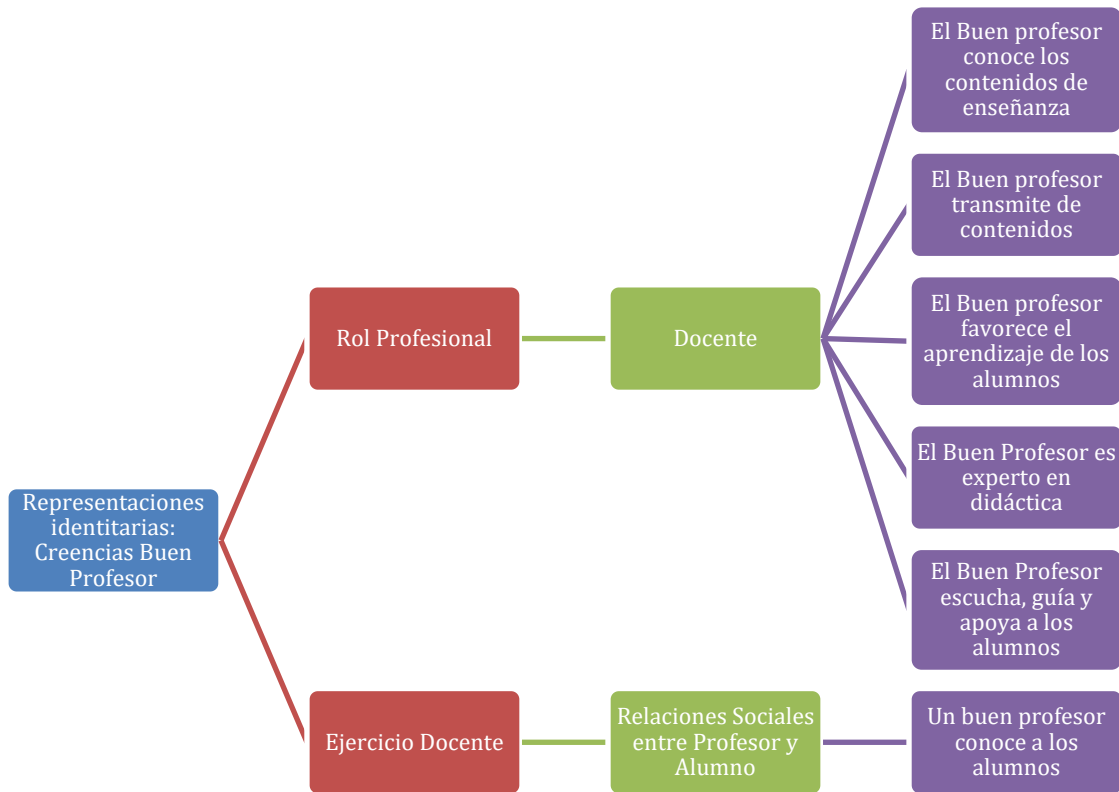 El Buen profesor
conoce los
contenidos de
enseñanza
El Buen profesor
transmite de
contenidos
El Buen profesor
favorece el
aprendizaje de los
alumnos
Rol Profesional
Docente
El Buen Profesor es
experto en
didáctica
Representaciones
identitarias:
Creencias Buen
Profesor
El Buen Profesor
escucha, guía y
apoya a los
alumnos
Ejercicio Docente
Relaciones Sociales
entre Profesor y
Alumno
Un buen profesor
conoce a los
alumnos